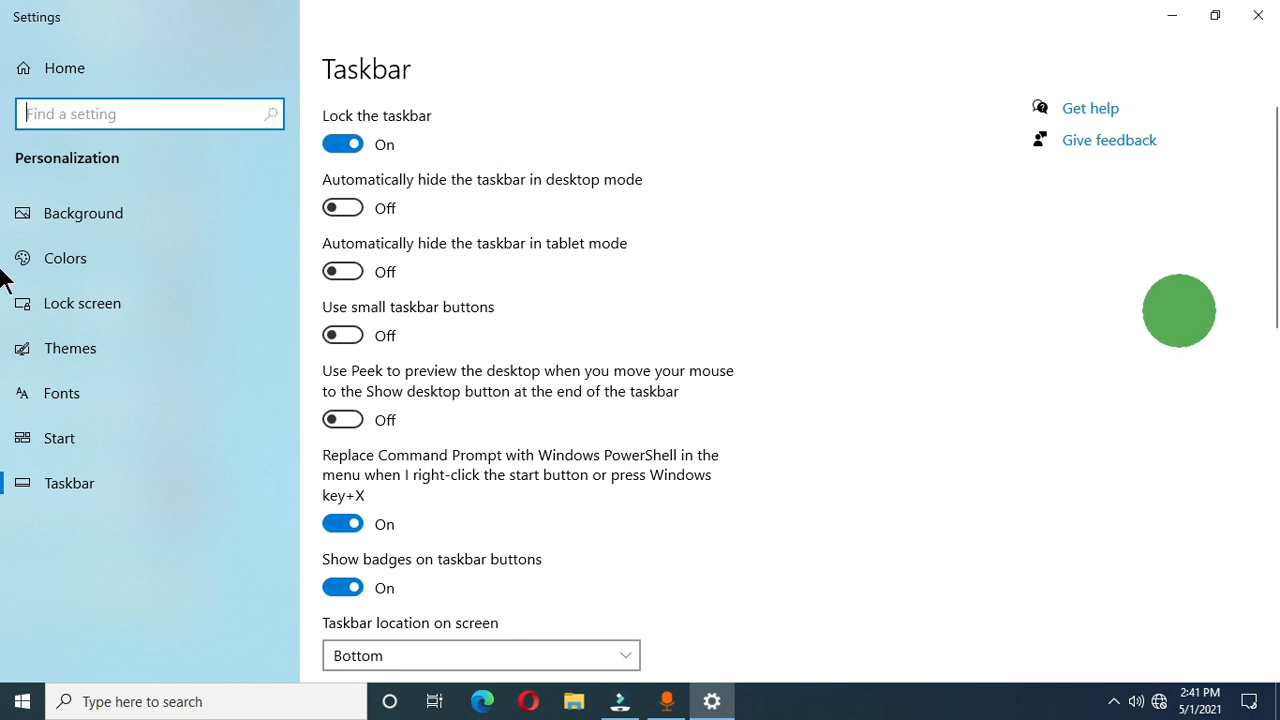 Settings
Home
Find a setting
Personalization
Background
Colors
Lock screen
Themes
Fonts
Start
Taskbar
Taskbar
Lock the taskbar
On
Automatically hide the taskbar in desktop mode
Off
Automatically hide the taskbar in tablet mode
Off
Use small taskbar buttons
Off
Use Peek to preview the desktop when you move your mouse
to the Show desktop button at the end of the taskbar
Off
Replace Command Prompt with Windows PowerShell in the
menu when I right-click the start button or press Windows
key+X
On
Show badges on taskbar buttons
On
Taskbar location on screen
Bottom
Get help
Give feedback
Type here to search
2:41 PM
5/1/2021